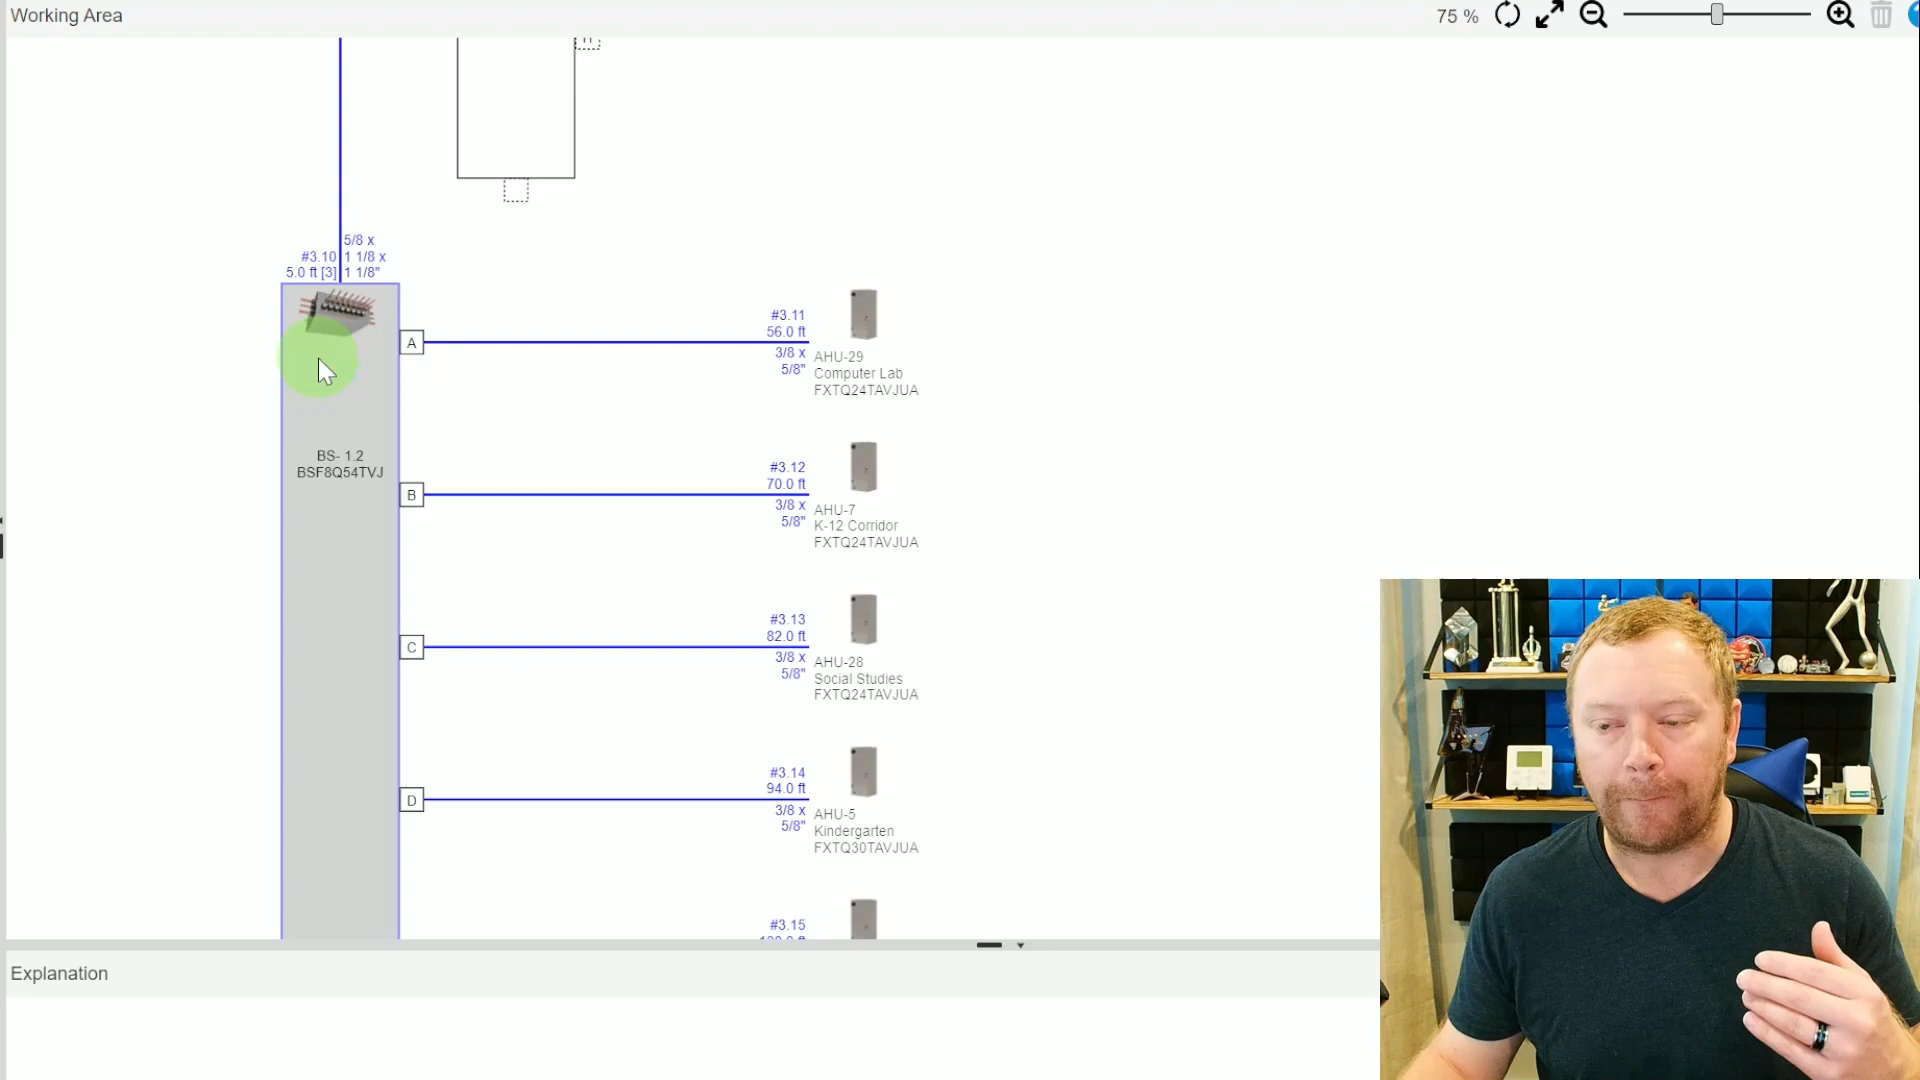 Working Area
75 %
5/8 x
#3.10 1 1/8 x
5.0 ft [3] 1 1/8"
BS- 1.2
BSF8Q54TVJ
A
#3.11
56.0 ft
3/8 x
5/8"
AHU-29
Computer Lab
FXTQ24TAVJUA
B
#3.12
70.0 ft
3/8 x
5/8"
AHU-7
K-12 Corridor
FXTQ24TAVJUA
C
#3.13
82.0 ft
3/8 x
5/8"
AHU-28
Social Studies
FXTQ24TAVJUA
D
#3.14
94.0 ft
3/8 x
5/8"
AHU-5
Kindergarten
FXTQ30TAVJUA
#3.15
Explanation